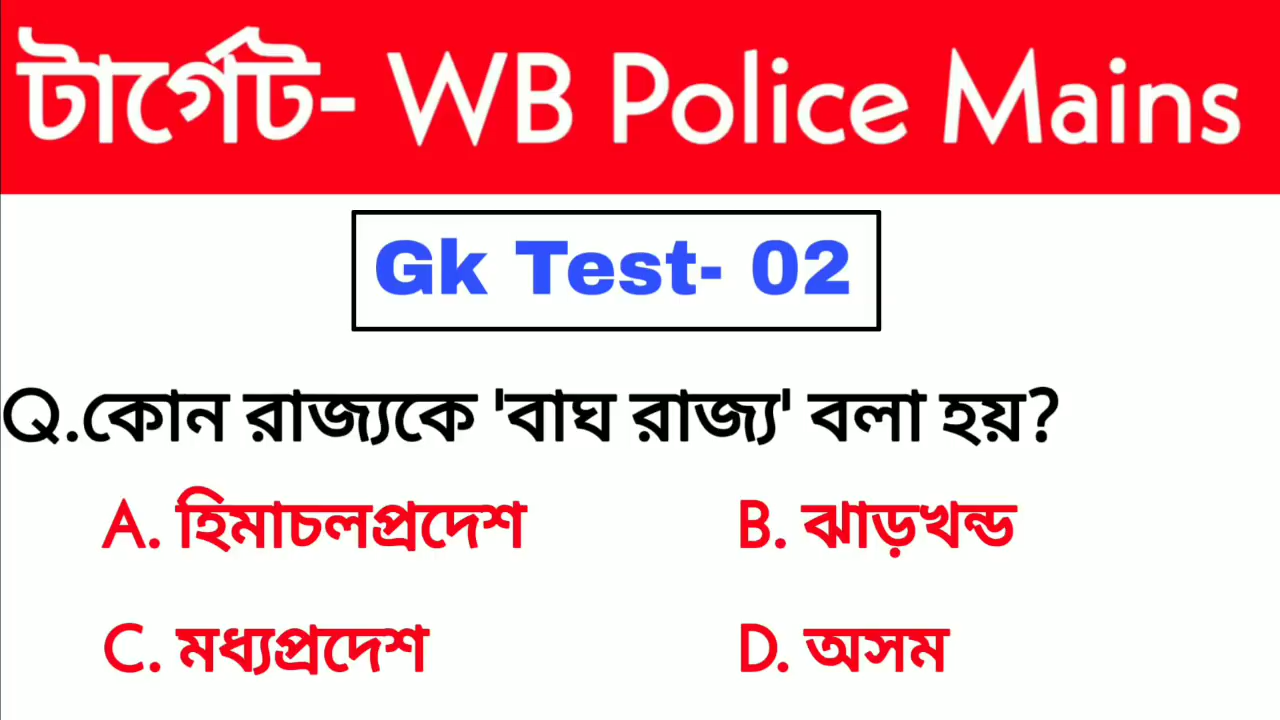 টার্গেট- WB Police Mains
Gk Test- 02
Q.কোন রাজ্যকে 'বাঘ রাজ্য' বলা হয়?
A. হিমাচলপ্রদেশ B. ঝাড়খন্ড
C. মধ্যপ্রদেশ D. অসম